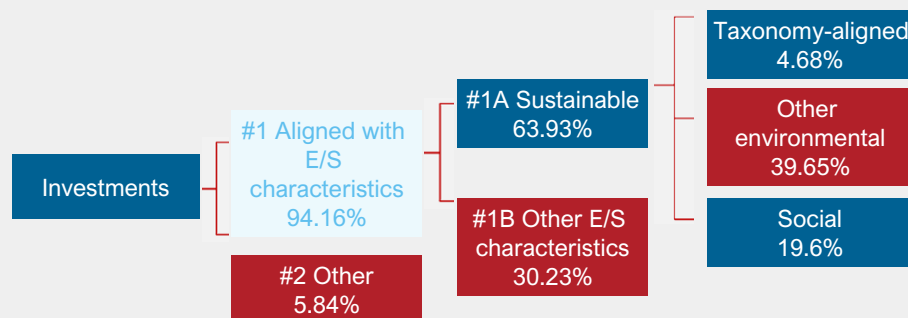 Investments
#1 Aligned with
E/S
characteristics
94.16%
#2 Other
5.84%
#1A Sustainable
63.93%
#1B Other E/S
characteristics
30.23%
Taxonomy-aligned
4.68%
Other
environmental
39.65%
Social
19.6%